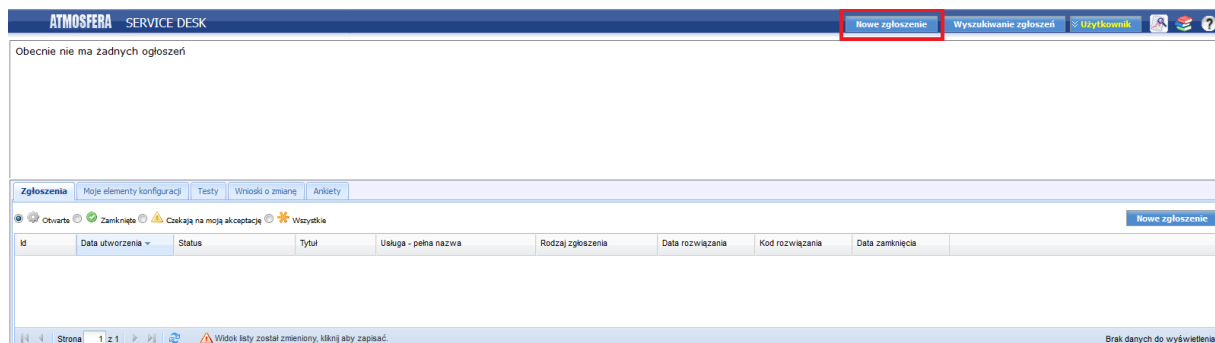 ATMOSFERA SERVICE DESK Nowe zgłoszenie Wyszukiwanie zgłoszeń Użytkownik
Obecnie nie ma żadnych ogłoszeń
Zgłoszenia Moje elementy konfiguracji Testy Wnioski o zmianę Ankiety
Otwarte Zamknięte Czekają na moją akceptację Wszystkie Nowe zgłoszenie
Id Data utworzenia Status Tytuł Usługa - pełna nazwa Rodzaj zgłoszenia Data rozwiązania Kod rozwiązania Data zamknięcia
Strona 1 z 1 Widok listy został zmieniony, kliknij aby zapisać. Brak danych do wyświetlenia